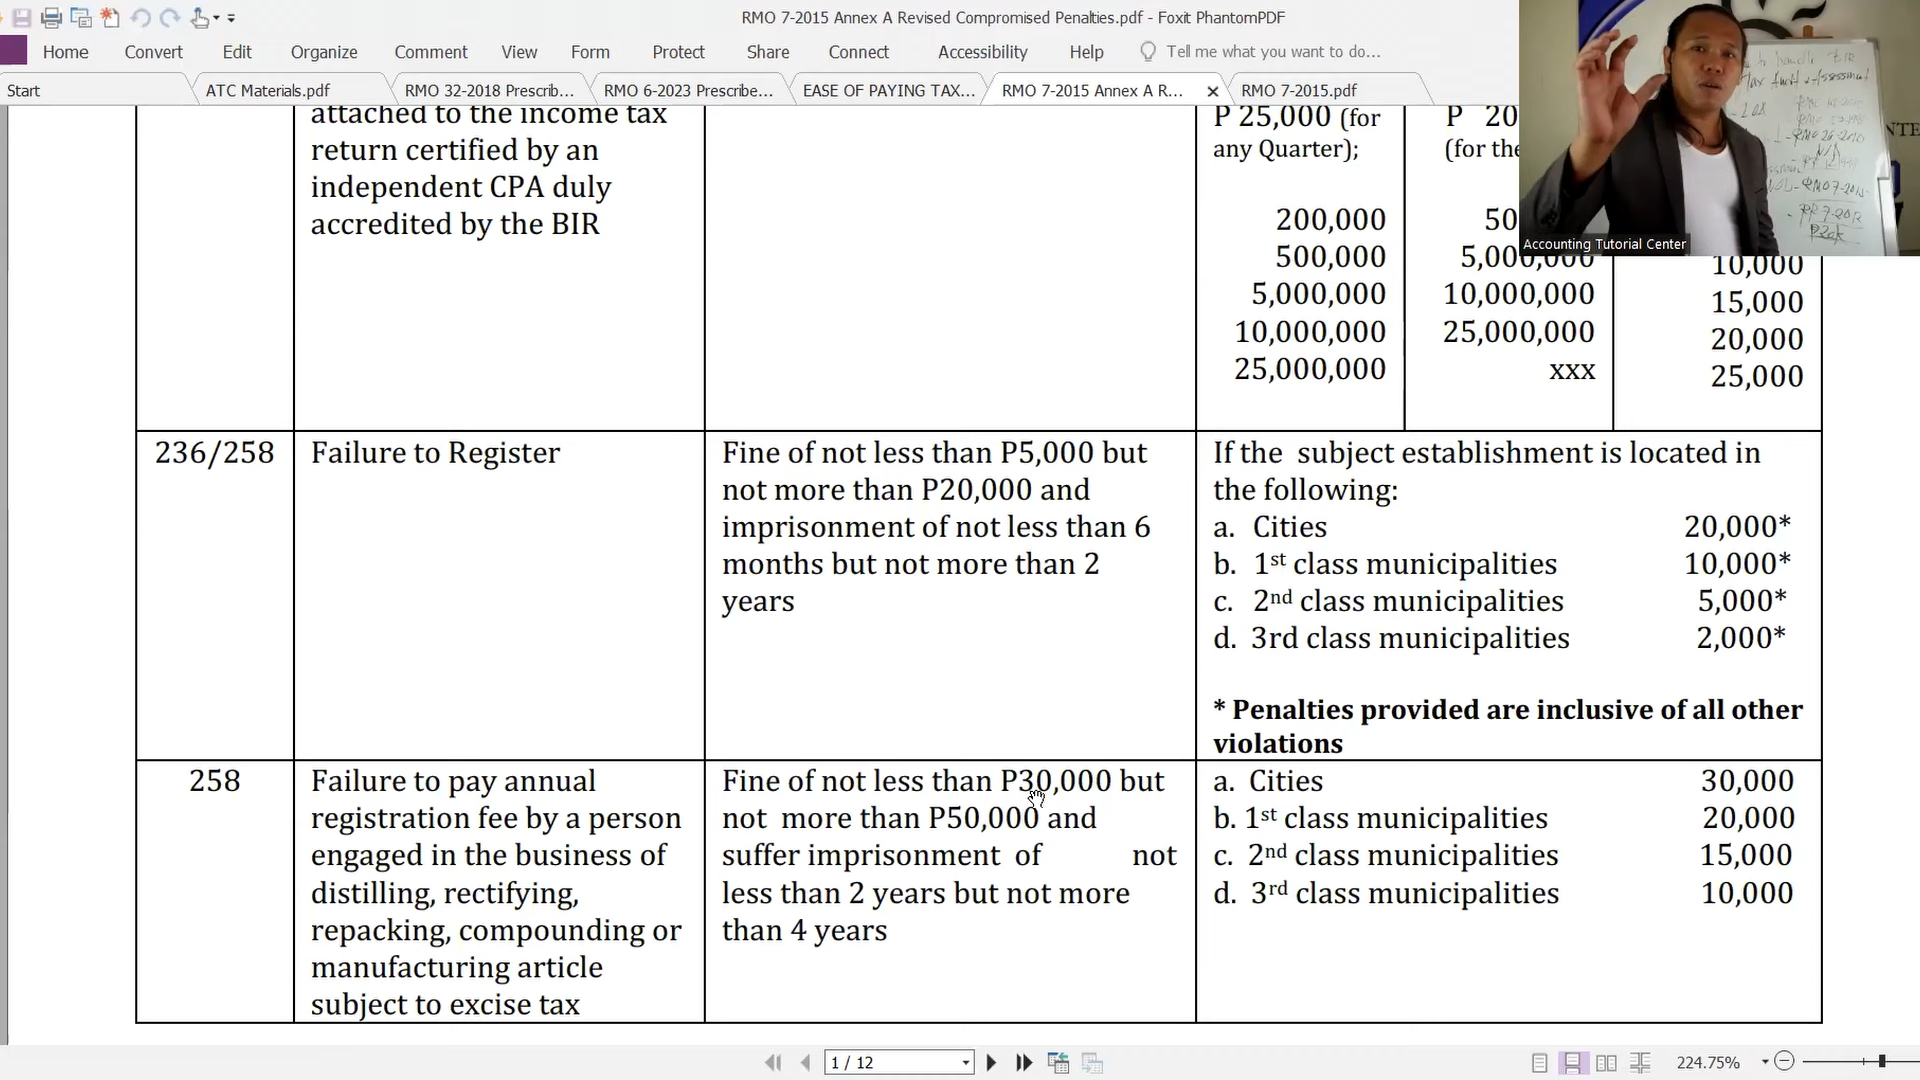 RMO 7-2015 Annex A Revised Compromised Penalties.pdf - Foxit PhantomPDF
Home Convert Edit Organize Comment View Form Protect Share Connect Accessibility Help Tell me what you want to do...
Start ATC Materials.pdf RMO 32-2018 Prescrib... RMO 6-2023 Prescribe... EASE OF PAYING TAX... RMO 7-2015 Annex A R... RMO 7-2015.pdf
attached to the income tax
return certified by an
independent CPA duly
accredited by the BIR
P 25,000 (for
any Quarter);
200,000
500,000
5,000,000
10,000,000
25,000,000
P 20
(for the
50
5,000,000
10,000,000
25,000,000
xxx
10,000
15,000
20,000
25,000
Accounting Tutorial Center
236/258
Failure to Register
Fine of not less than P5,000 but
not more than P20,000 and
imprisonment of not less than 6
months but not more than 2
years
If the subject establishment is located in
the following:
a. Cities 20,000*
b. 1st class municipalities 10,000*
c. 2nd class municipalities 5,000*
d. 3rd class municipalities 2,000*
* Penalties provided are inclusive of all other
violations
258
Failure to pay annual
registration fee by a person
engaged in the business of
distilling, rectifying,
repacking, compounding or
manufacturing article
subject to excise tax
Fine of not less than P30,000 but
not more than P50,000 and
suffer imprisonment of not
less than 2 years but not more
than 4 years
a. Cities 30,000
b. 1st class municipalities 20,000
c. 2nd class municipalities 15,000
d. 3rd class municipalities 10,000
1 / 12
224.75%